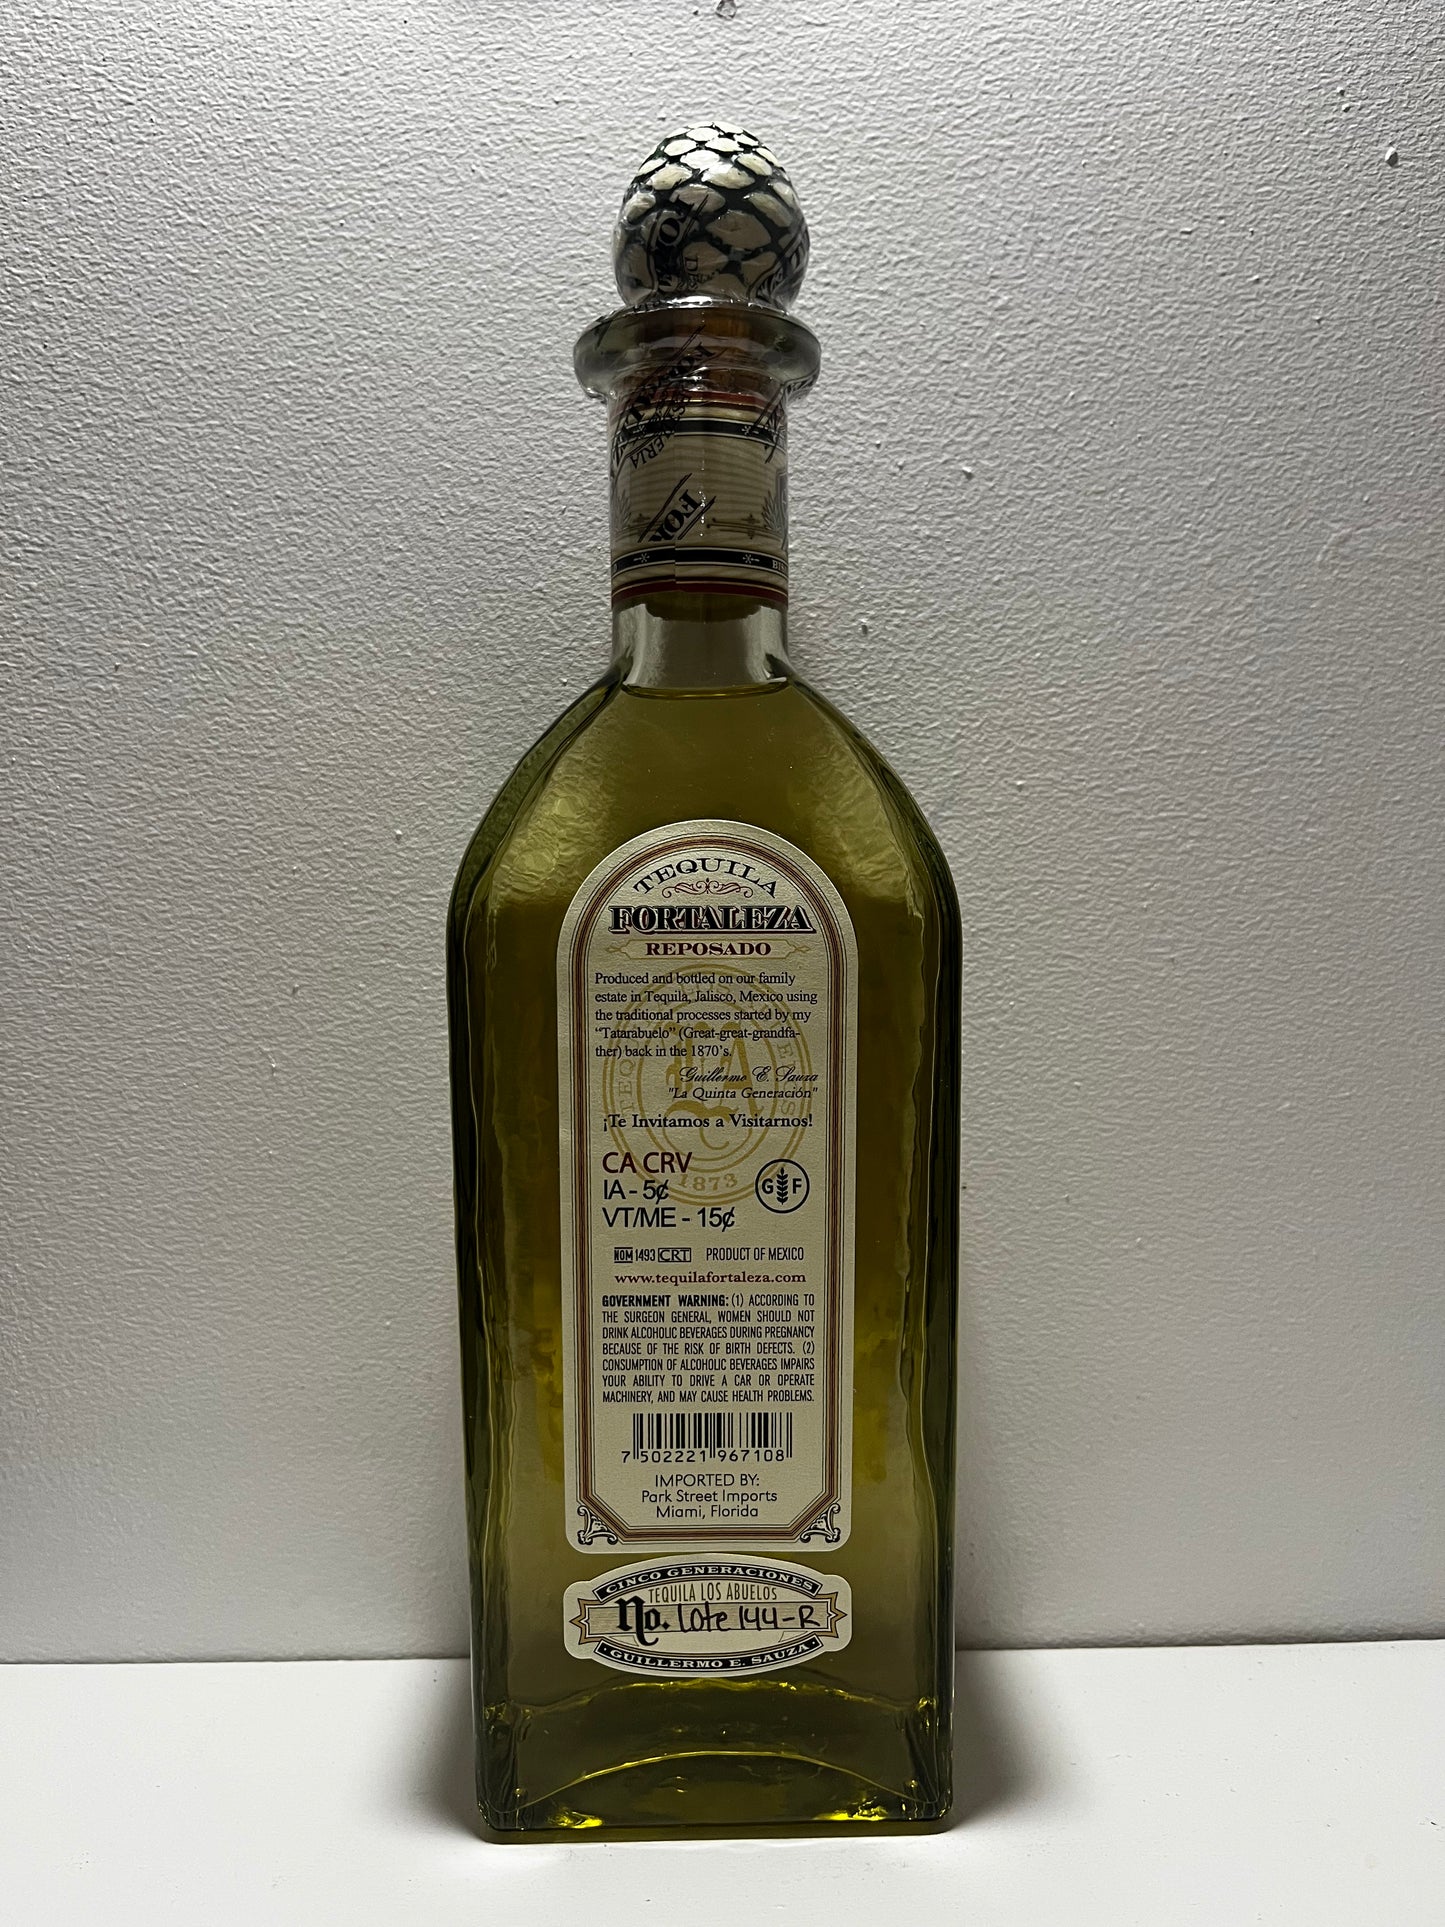 FOR
TEQUILA
FORTALEZA
REPOSADO
Produced and bottled on our family
estate in Tequila, Jalisco, Mexico using
the traditional processes started by my
“Tatarabuelo” (Great-great-grandfa-
ther) back in the 1870’s.
Guillermo E. Sauza
"La Quinta Generación"
¡Te Invitamos a Visitarnos!
CA CRV
IA - 5¢
VT/ME - 15¢
G F
1873
NOM 1493 CRT PRODUCT OF MEXICO
www.tequilafortaleza.com
GOVERNMENT WARNING: (1) ACCORDING TO
THE SURGEON GENERAL, WOMEN SHOULD NOT
DRINK ALCOHOLIC BEVERAGES DURING PREGNANCY
BECAUSE OF THE RISK OF BIRTH DEFECTS. (2)
CONSUMPTION OF ALCOHOLIC BEVERAGES IMPAIRS
YOUR ABILITY TO DRIVE A CAR OR OPERATE
MACHINERY, AND MAY CAUSE HEALTH PROBLEMS.
7 502221 967108
IMPORTED BY:
Park Street Imports
Miami, Florida
CINCO GENERACIONES
TEQUILA LOS ABUELOS
No. Lote 144-R
GUILLERMO E. SAUZA